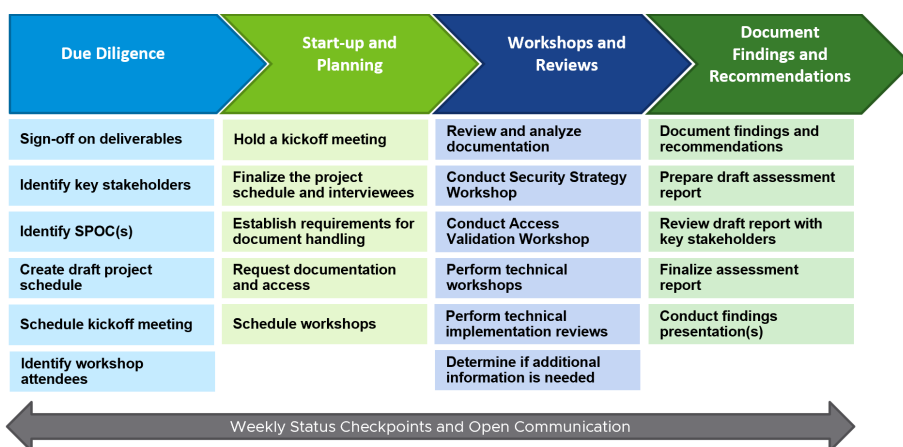 Due Diligence
Start-up and
Planning
Workshops and
Reviews
Document
Findings and
Recommendations
Sign-off on deliverables
Identify key stakeholders
Identify SPOC(s)
Create draft project
schedule
Schedule kickoff meeting
Identify workshop
attendees
Hold a kickoff meeting
Finalize the project
schedule and interviewees
Establish requirements for
document handling
Request documentation
and access
Schedule workshops
Review and analyze
documentation
Conduct Security Strategy
Workshop
Conduct Access
Validation Workshop
Perform technical
workshops
Perform technical
implementation reviews
Determine if additional
information is needed
Document findings and
recommendations
Prepare draft assessment
report
Review draft report with
key stakeholders
Finalize assessment
report
Conduct findings
presentation(s)
Weekly Status Checkpoints and Open Communication